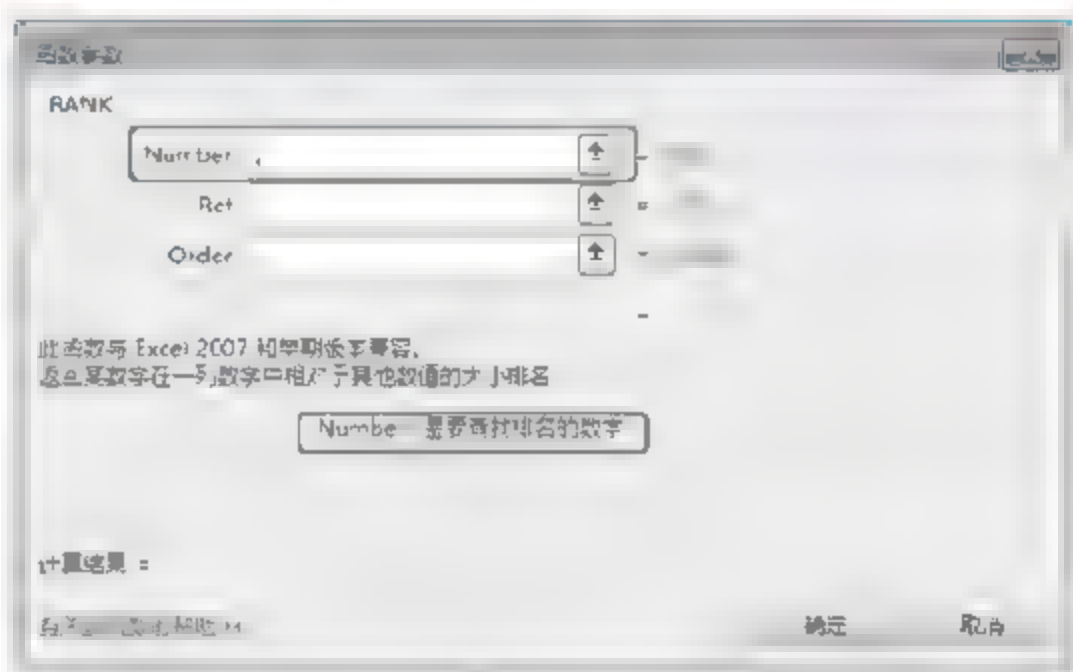 函数参数
RANK
Number
Ref
Order
此函数与 Excel 2007 和早期版本兼容。
返回某数字在一列数字中相对于其他数值的大小排名
Number 是要查找排名的数字
计算结果 =
确定
取消